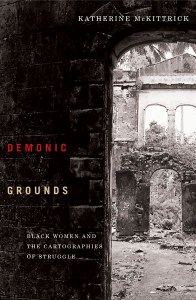 KATHERINE McKITTRICK
DEMONIC
GROUNDS
BLACK WOMEN AND
THE CARTOGRAPHIES
OF STRUGGLE